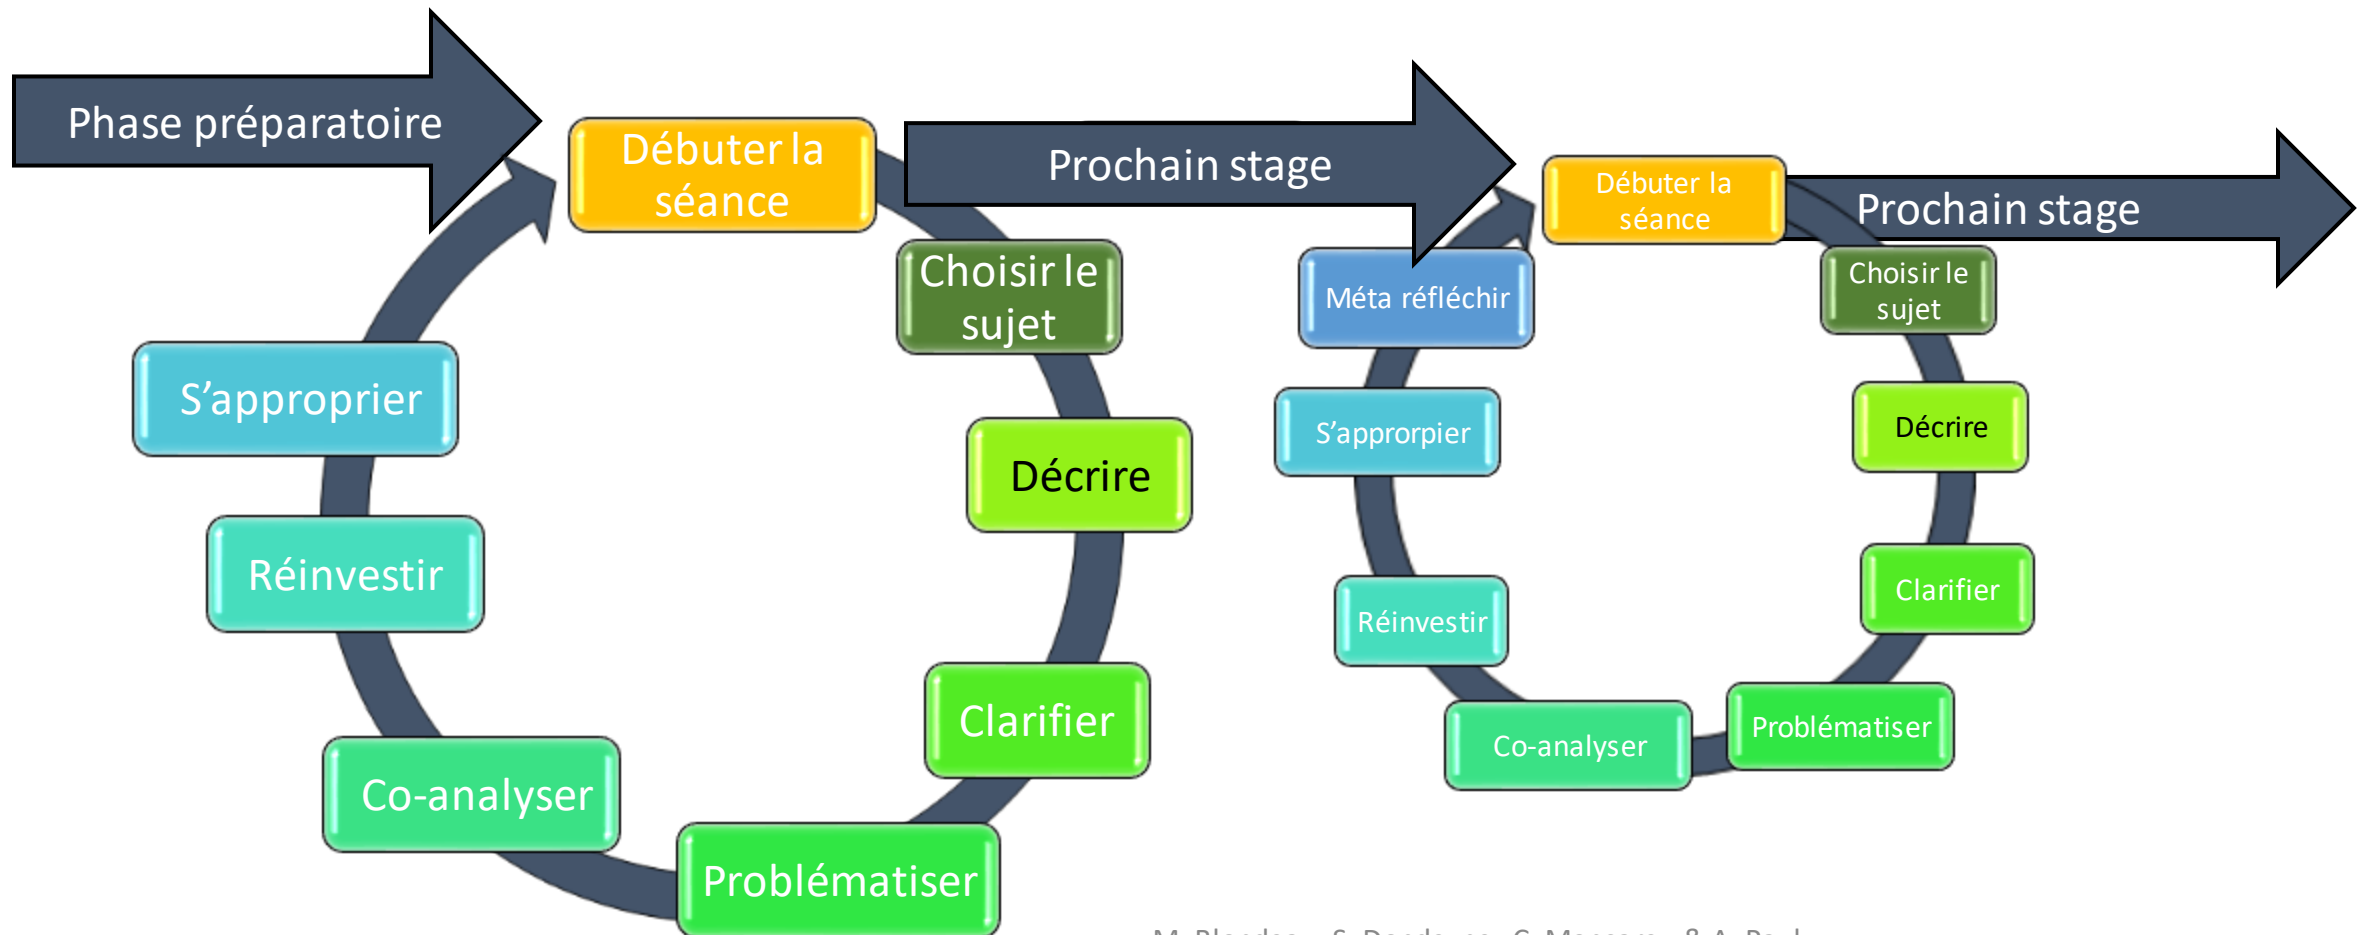 Phase préparatoire
Débuter la
séance
Choisir le
sujet
Décrire
Clarifier
Problématiser
Co-analyser
Réinvestir
S’approprier
Prochain stage
Débuter la
séance
Choisir le
sujet
Décrire
Clarifier
Problématiser
Co-analyser
Réinvestir
S’approrpier
Méta réfléchir
Prochain stage